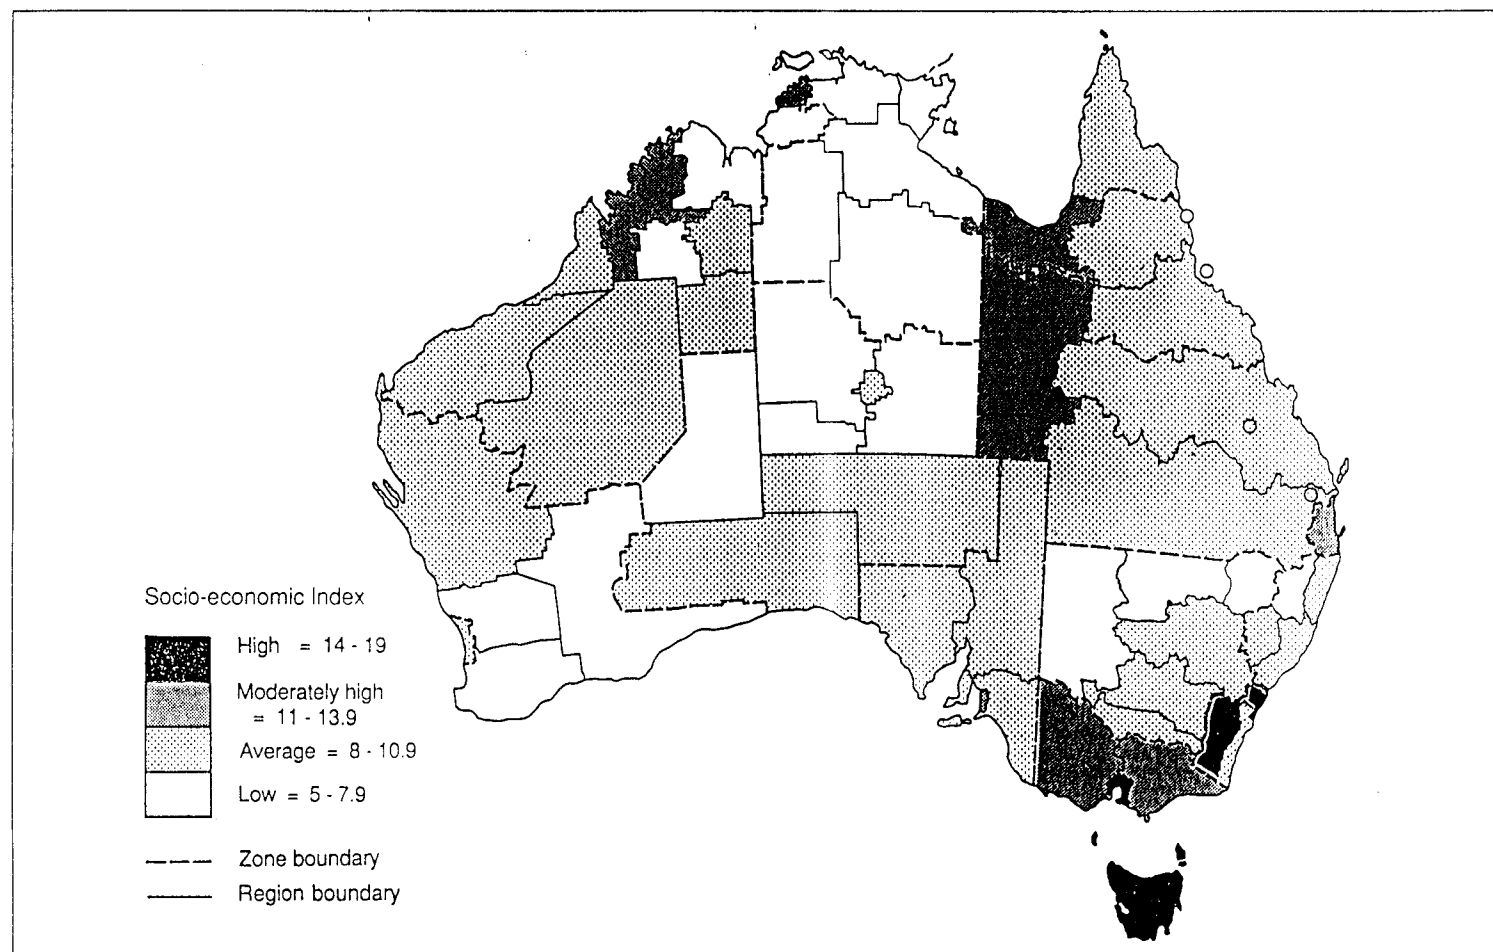 Socio-economic Index
High = 14 - 19
Moderately high
= 11 - 13.9
Average = 8 - 10.9
Low = 5 - 7.9
Zone boundary
Region boundary